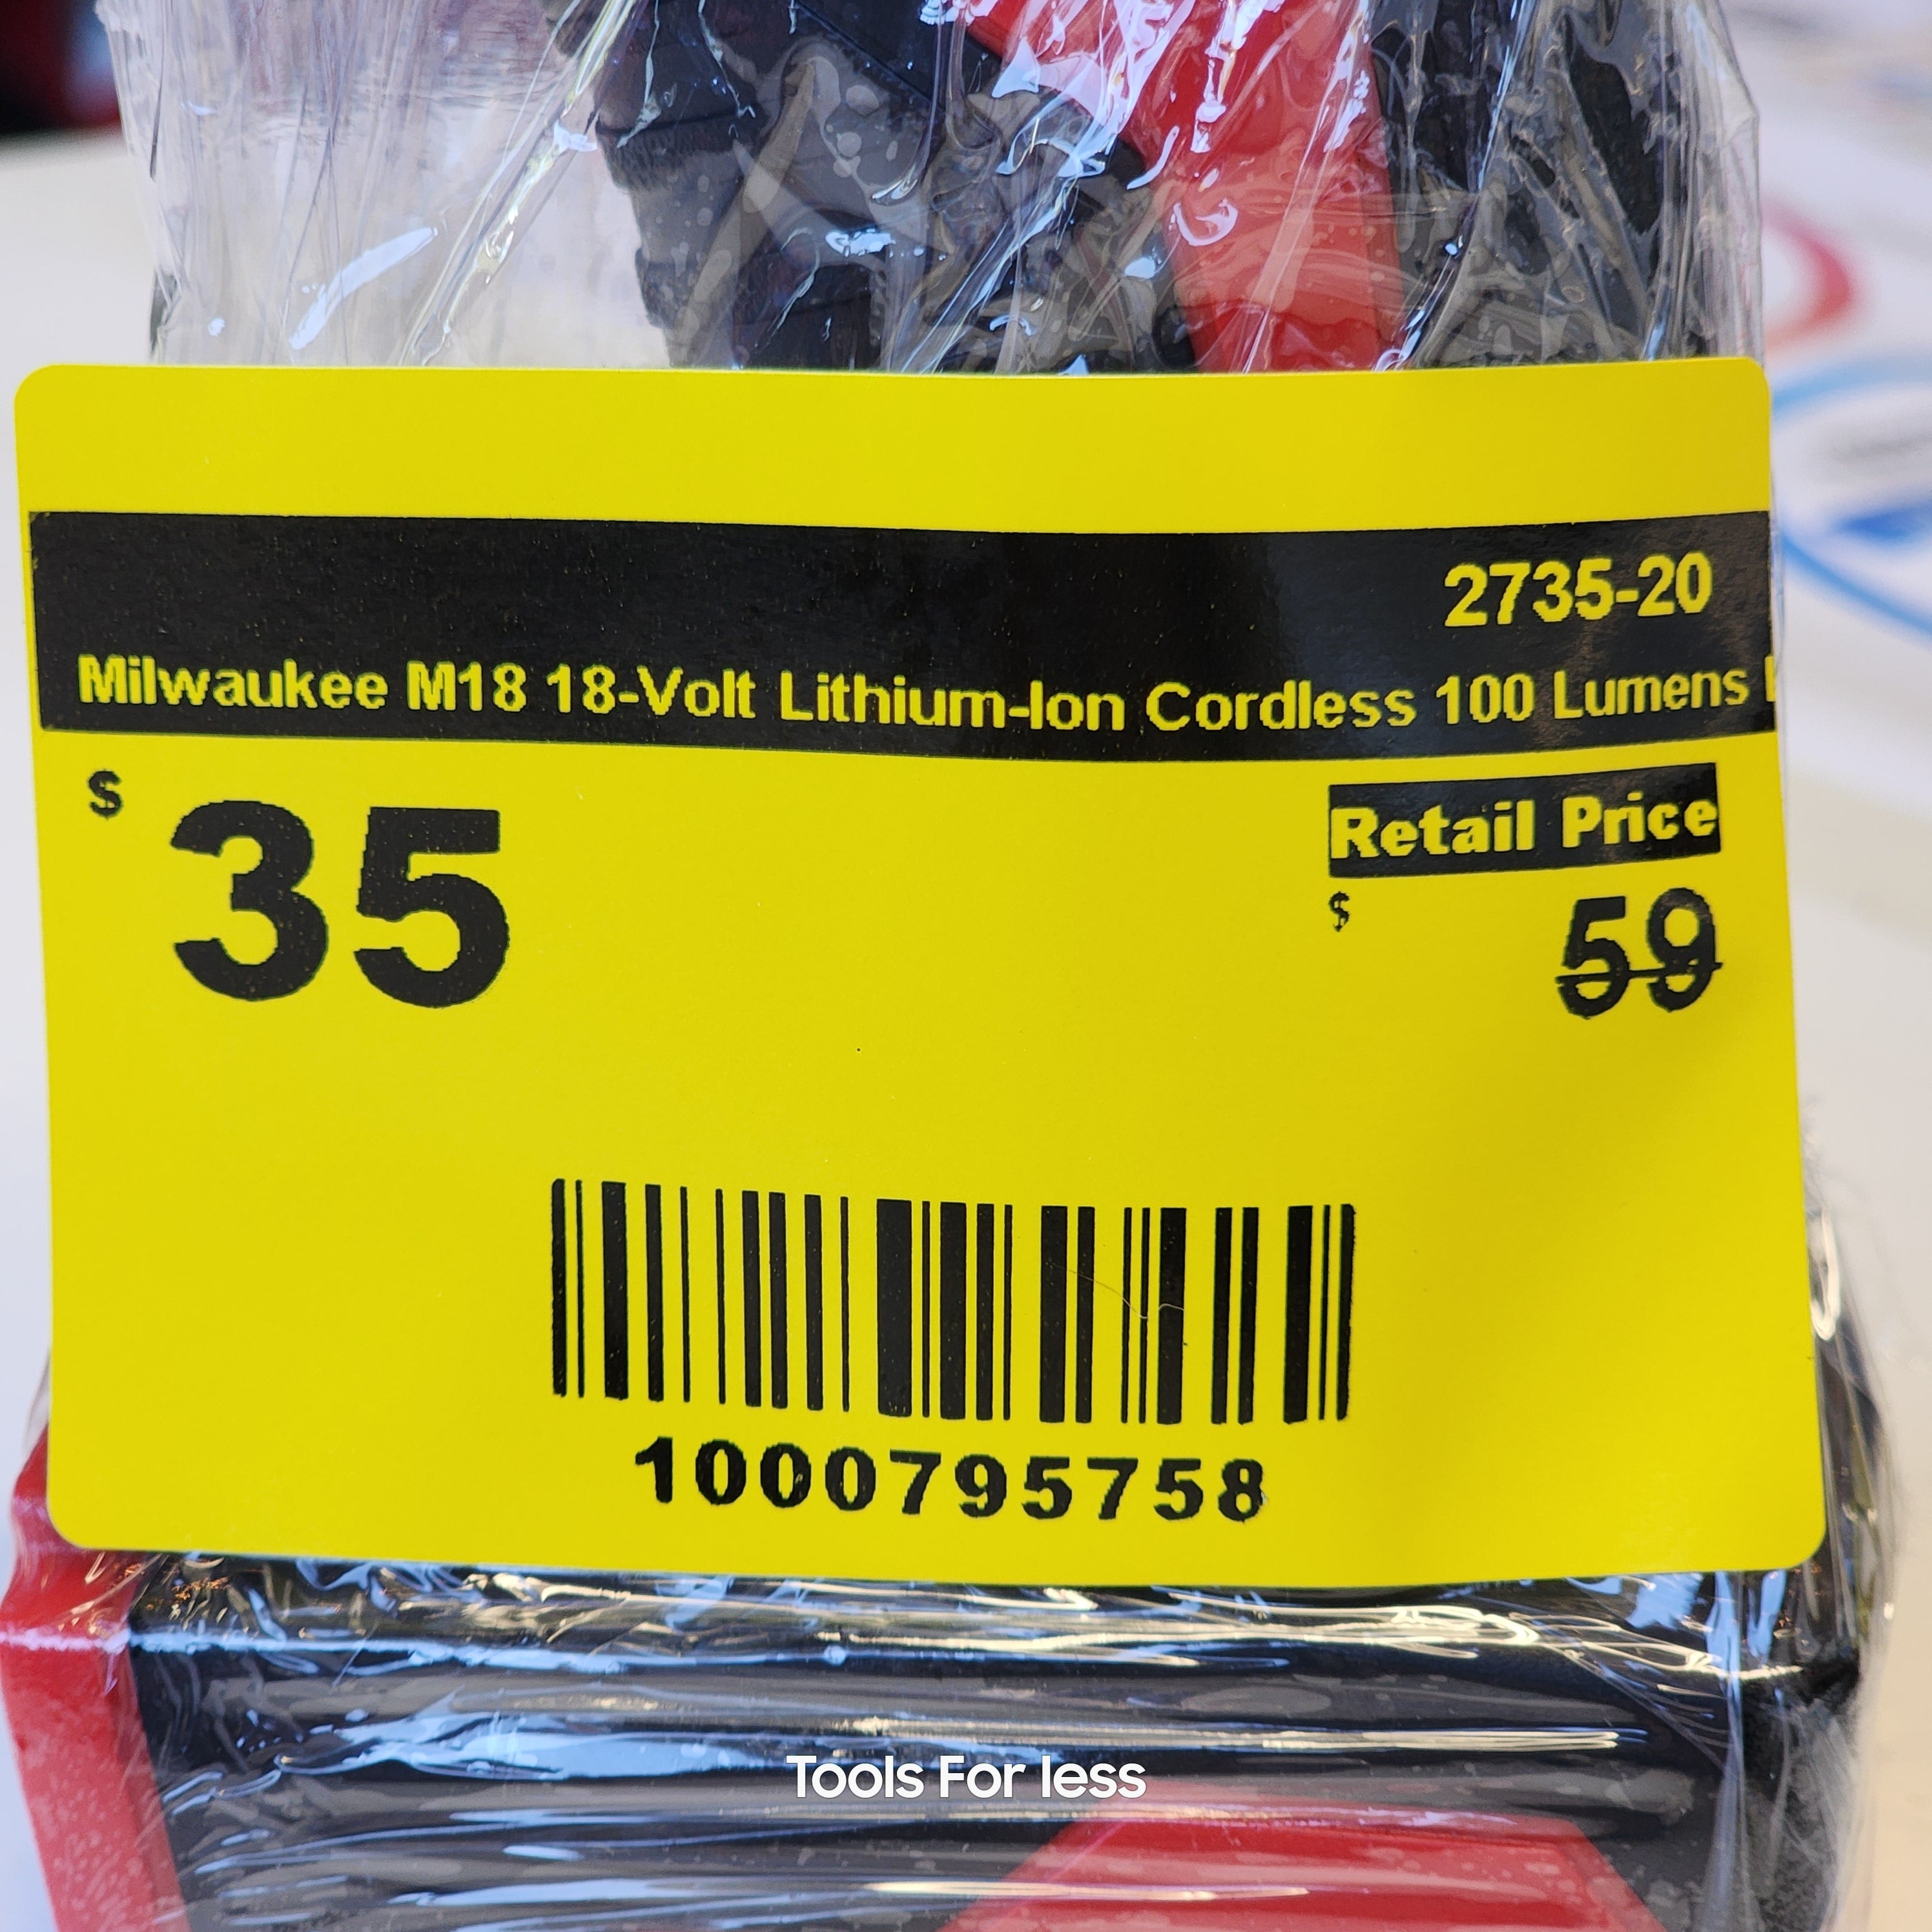 2735-20
Milwaukee M18 18-Volt Lithium-Ion Cordless 100 Lumens
$ 35
Retail Price
$ 59
1000795758
Tools For less